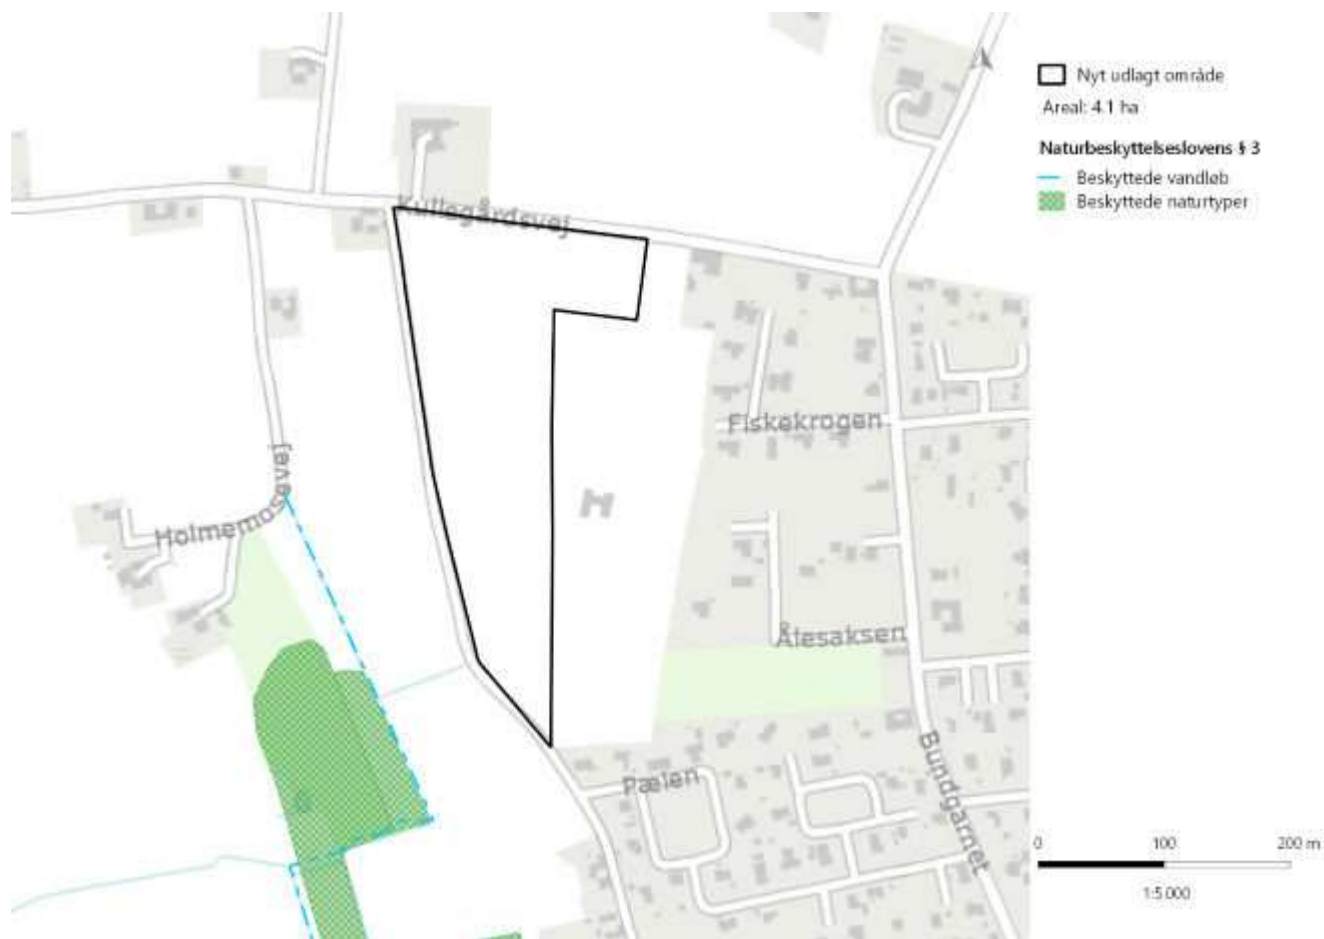 Nyt udlagt område
Areal: 4.1 ha
Naturbeskyttelseslovens § 3
Beskyttede vandløb
Beskyttede naturtyper
Kullegårdsvej
Fiskekrogen
Holmemosevej
Ålesaksen
Pælen
Bundgarnet
0 100 200 m
1:5 000